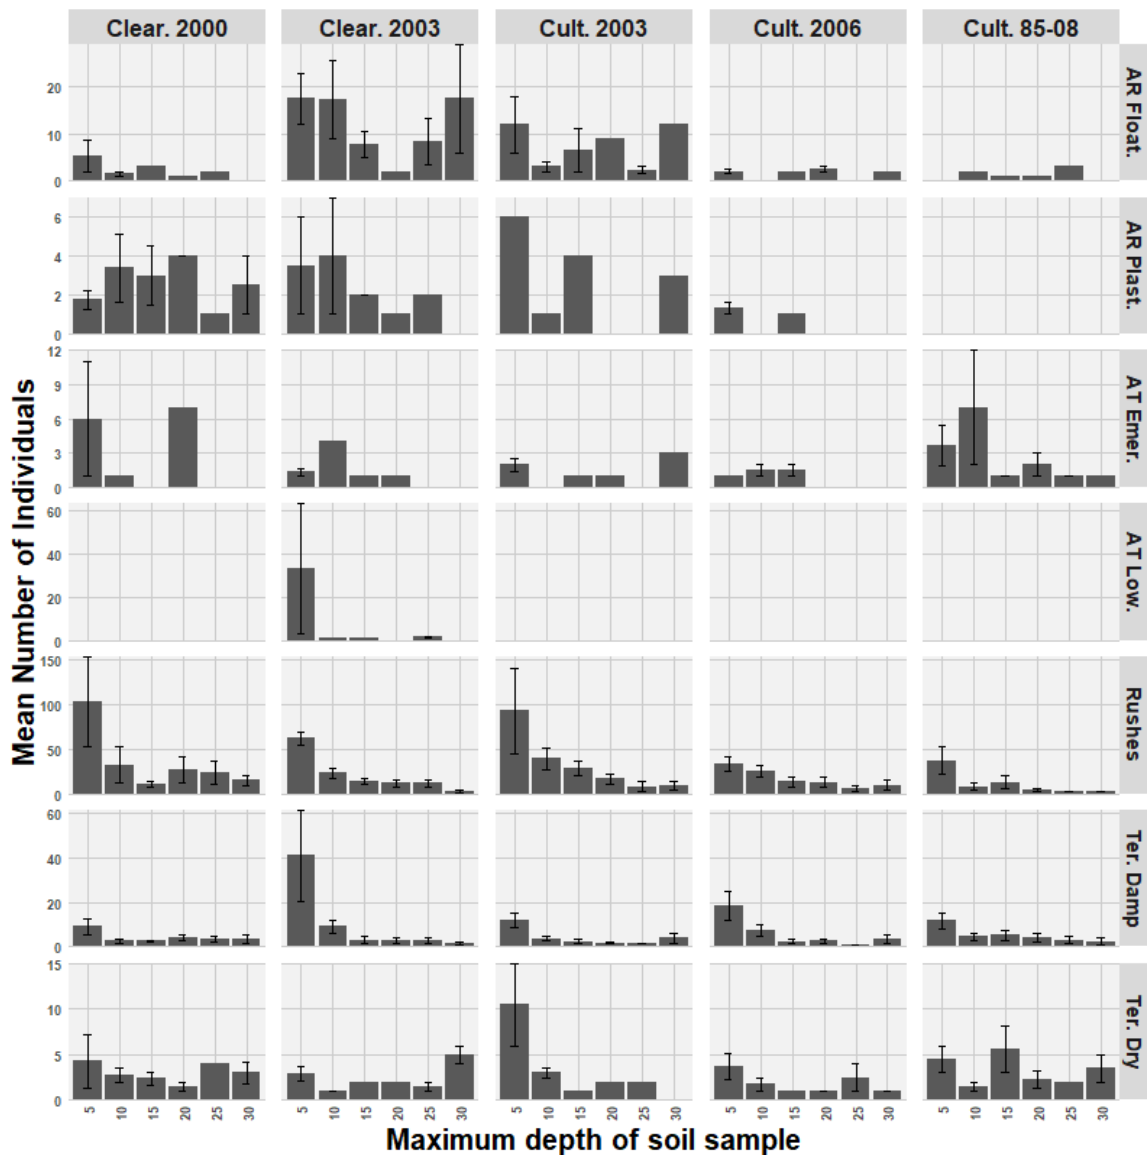 Clear. 2000 Clear. 2003 Cult. 2003 Cult. 2006 Cult. 85-08
Mean Number of Individuals
20
10
0
AR Float.
6
4
2
0
AR Plast.
12
9
6
3
0
AT Emer.
60
40
20
0
AT Low.
150
100
50
0
Rushes
60
40
20
0
Ter. Damp
15
10
5
0
Ter. Dry
5 10 15 20 25 30 5 10 15 20 25 30 5 10 15 20 25 30 5 10 15 20 25 30 5 10 15 20 25 30
Maximum depth of soil sample